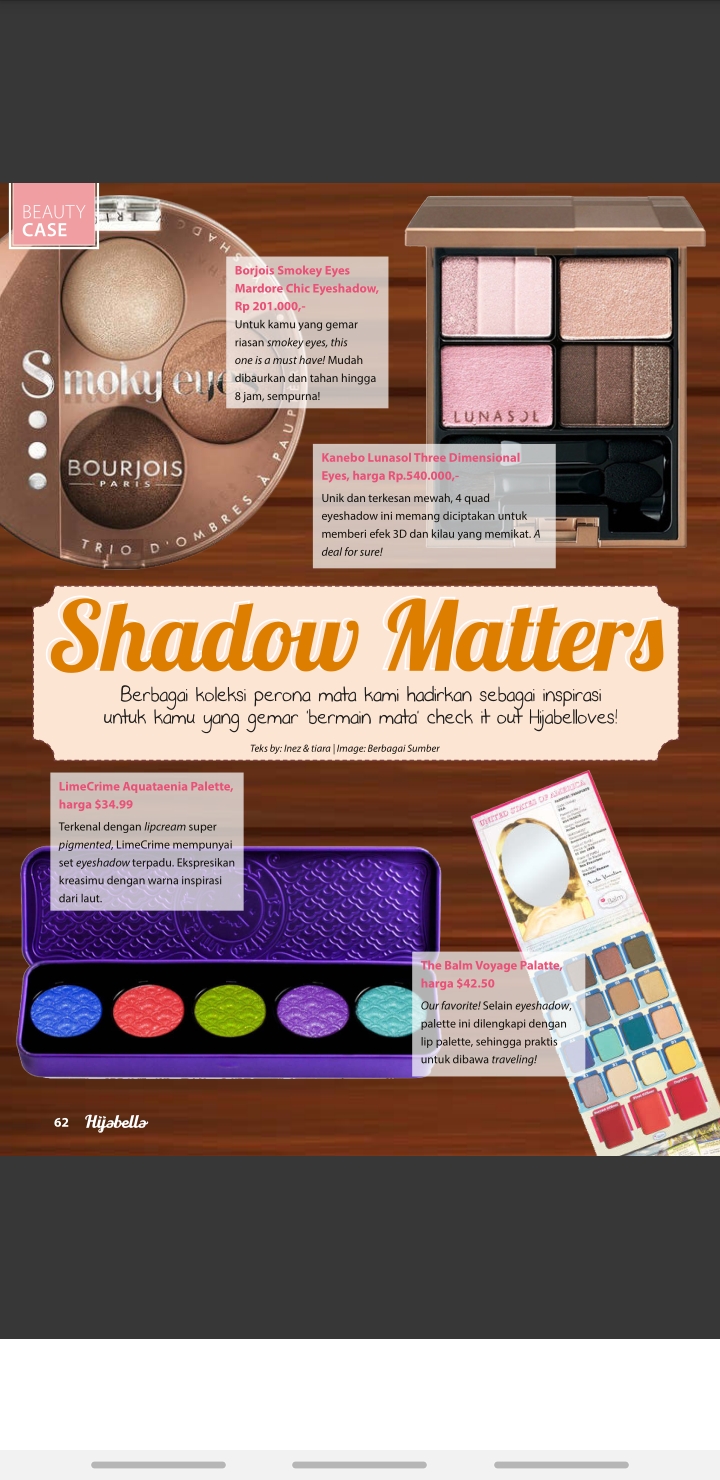 BEAUTY
CASE
Smoky eyes
BOURJOIS
PARIS
TRIO D'OMBRES À PAUP
Borjois Smokey Eyes
Mardore Chic Eyeshadow,
Rp 201.000,-
Untuk kamu yang gemar
riasan smokey eyes, this
one is a must have! Mudah
dibaurkan dan tahan hingga
8 jam, sempurna!
LUNASOL
Kanebo Lunasol Three Dimensional
Eyes, harga Rp.540.000,-
Unik dan terkesan mewah, 4 quad
eyeshadow ini memang diciptakan untuk
memberi efek 3D dan kilau yang memikat. A
deal for sure!
Shadow Matters
Berbagai koleksi perona mata kami hadirkan sebagai inspirasi
untuk kamu yang gemar 'bermain mata' check it out Hijabelloves!
Teks by: Inez & tiara | Image: Berbagai Sumber
LimeCrime Aquataenia Palette,
harga $34.99
Terkenal dengan lipcream super
pigmented, LimeCrime mempunyai
set eyeshadow terpadu. Ekspresikan
kreasimu dengan warna inspirasi
dari laut.
UNITED STATES OF AMERICA
theBalm
The Balm Voyage Palatte,
harga $42.50
Our favorite! Selain eyeshadow,
palette ini dilengkapi dengan
lip palette, sehingga praktis
untuk dibawa traveling!
62 Hijabella